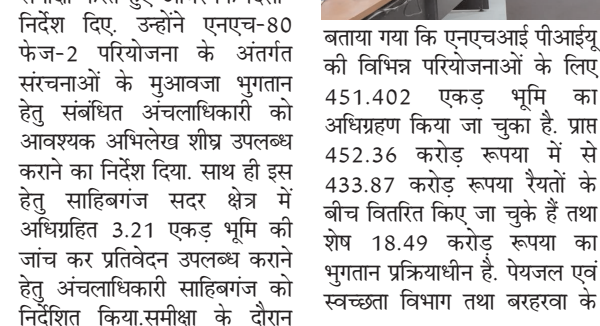 निर्देश दिए. उन्होंने एनएच-80
फेज-2 परियोजना के अंतर्गत
संरचनाओं के मुआवजा भुगतान
हेतु संबंधित अंचलाधिकारी को
आवश्यक अभिलेख शीघ्र उपलब्ध
कराने का निर्देश दिया. साथ ही इस
हेतु साहिबगंज सदर क्षेत्र में
अधिग्रहित 3.21 एकड़ भूमि की
जांच कर प्रतिवेदन उपलब्ध कराने
हेतु अंचलाधिकारी साहिबगंज को
निर्देशित किया.समीक्षा के दौरान
बताया गया कि एनएचआई पीआईयू
की विभिन्न परियोजनाओं के लिए
451.402 एकड़ भूमि का
अधिग्रहण किया जा चुका है. प्राप्त
452.36 करोड़ रूपया में से
433.87 करोड़ रूपया रैयतों के
बीच वितरित किए जा चुके हैं तथा
शेष 18.49 करोड़ रूपया का
भुगतान प्रक्रियाधीन है. पेयजल एवं
स्वच्छता विभाग तथा बरहरवा के